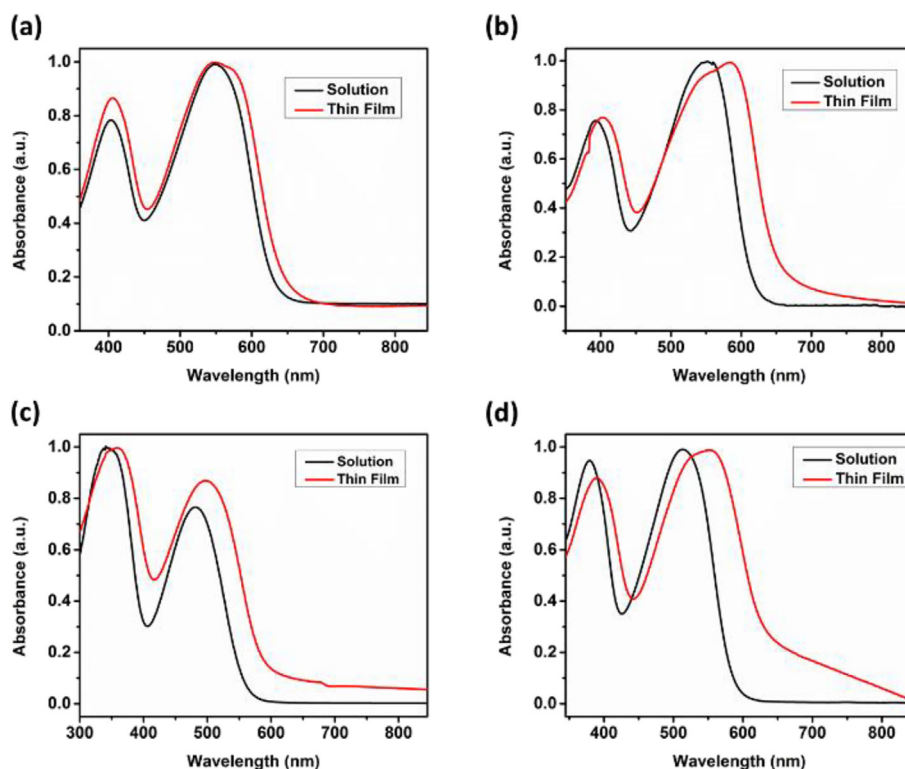 (a)
Absorbance (a.u.)
1.0
0.8
0.6
0.4
0.2
0.0
Solution
Thin Film
400 500 600 700 800
Wavelength (nm)
(b)
Absorbance (a.u.)
1.0
0.8
0.6
0.4
0.2
0.0
Solution
Thin Film
400 500 600 700 800
Wavelength (nm)
(c)
Absorbance (a.u.)
1.0
0.8
0.6
0.4
0.2
0.0
Solution
Thin Film
300 400 500 600 700 800
Wavelength (nm)
(d)
Absorbance (a.u.)
1.0
0.8
0.6
0.4
0.2
0.0
Solution
Thin Film
400 500 600 700 800
Wavelength (nm)